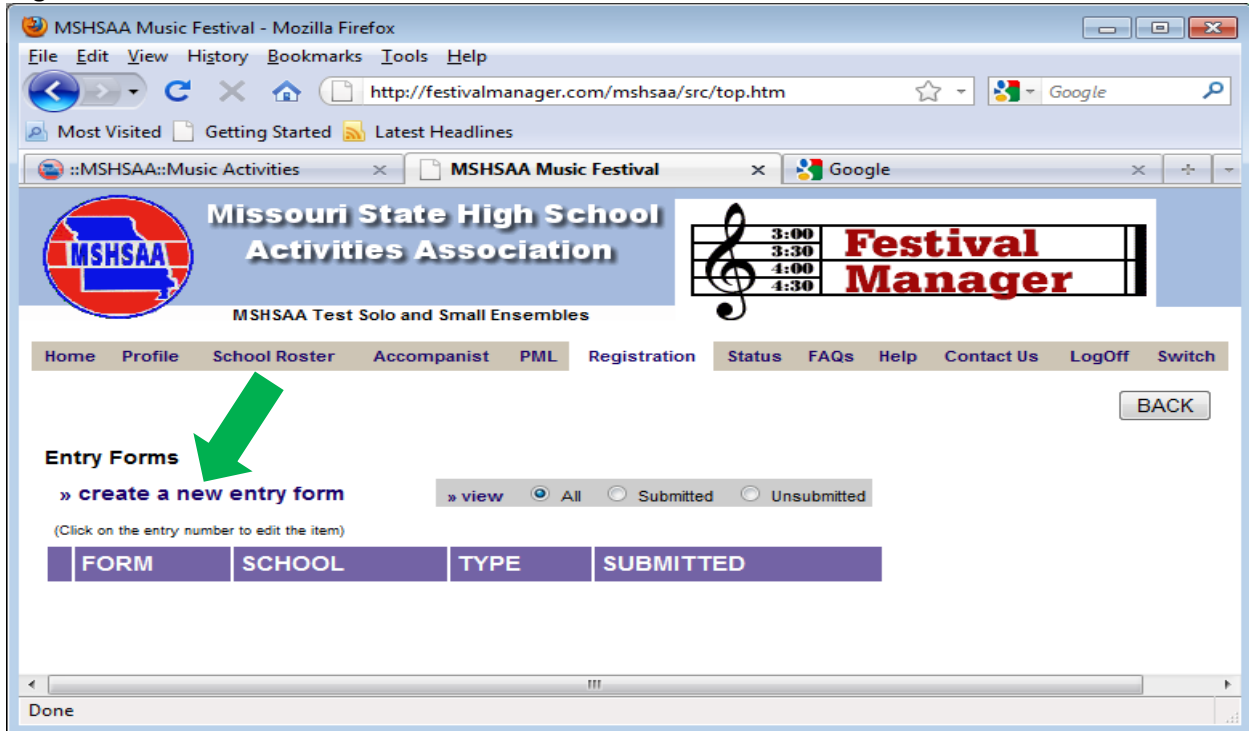 MSHSAA Music Festival - Mozilla Firefox
File Edit View History Bookmarks Tools Help
http://festivalmanager.com/mshsaa/src/top.htm Google
Most Visited Getting Started Latest Headlines
::MSHSAA::Music Activities MSHSAA Music Festival Google
Missouri State High School
Activities Association
MSHSAA
3:00
3:30
4:00
4:30
Festival
Manager
MSHSAA Test Solo and Small Ensembles
Home Profile School Roster Accompanist PML Registration Status FAQs Help Contact Us LogOff Switch
BACK
Entry Forms
» create a new entry form » view All Submitted Unsubmitted
(Click on the entry number to edit the item)
FORM SCHOOL TYPE SUBMITTED
Done